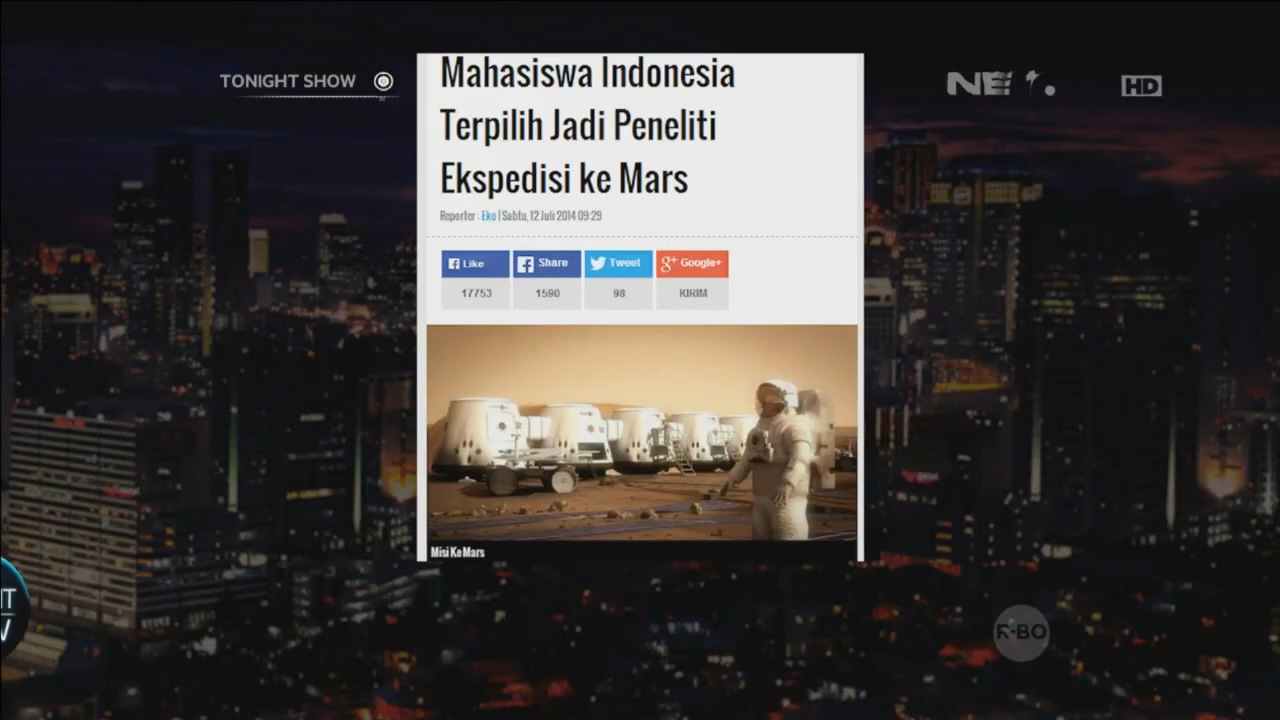 TONIGHT SHOW
NE
HD
Mahasiswa Indonesia
Terpilih Jadi Peneliti
Ekspedisi ke Mars
Reporter : Eko | Sabtu, 12 Juli 2014 09:29
Like
Share
Tweet
g+ Google+
17753
1590
98
KIRIM
Misi Ke Mars
R-BO